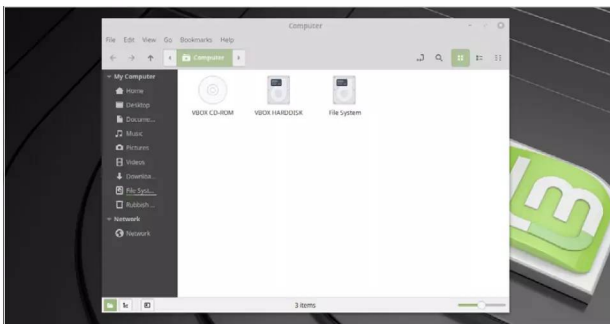 Computer
File Edit View Go Bookmarks Help
Computer
My Computer
Home
Desktop
Docume...
Music
Pictures
Videos
Downloa...
File Syst...
Rubbish ...
Network
Network
VBOX CD-ROM VBOX HARDDISK File System
3 items